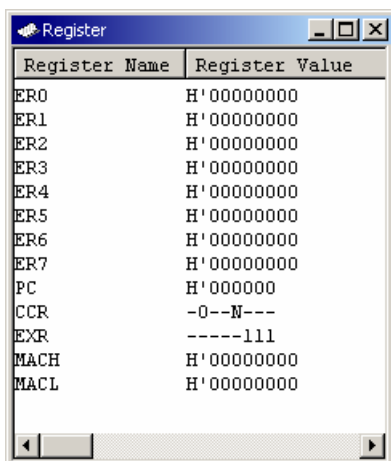 Register
Register Name Register Value
ER0 H'00000000
ER1 H'00000000
ER2 H'00000000
ER3 H'00000000
ER4 H'00000000
ER5 H'00000000
ER6 H'00000000
ER7 H'00000000
PC H'000000
CCR -0--N---
EXR -----111
MACH H'00000000
MACL H'00000000